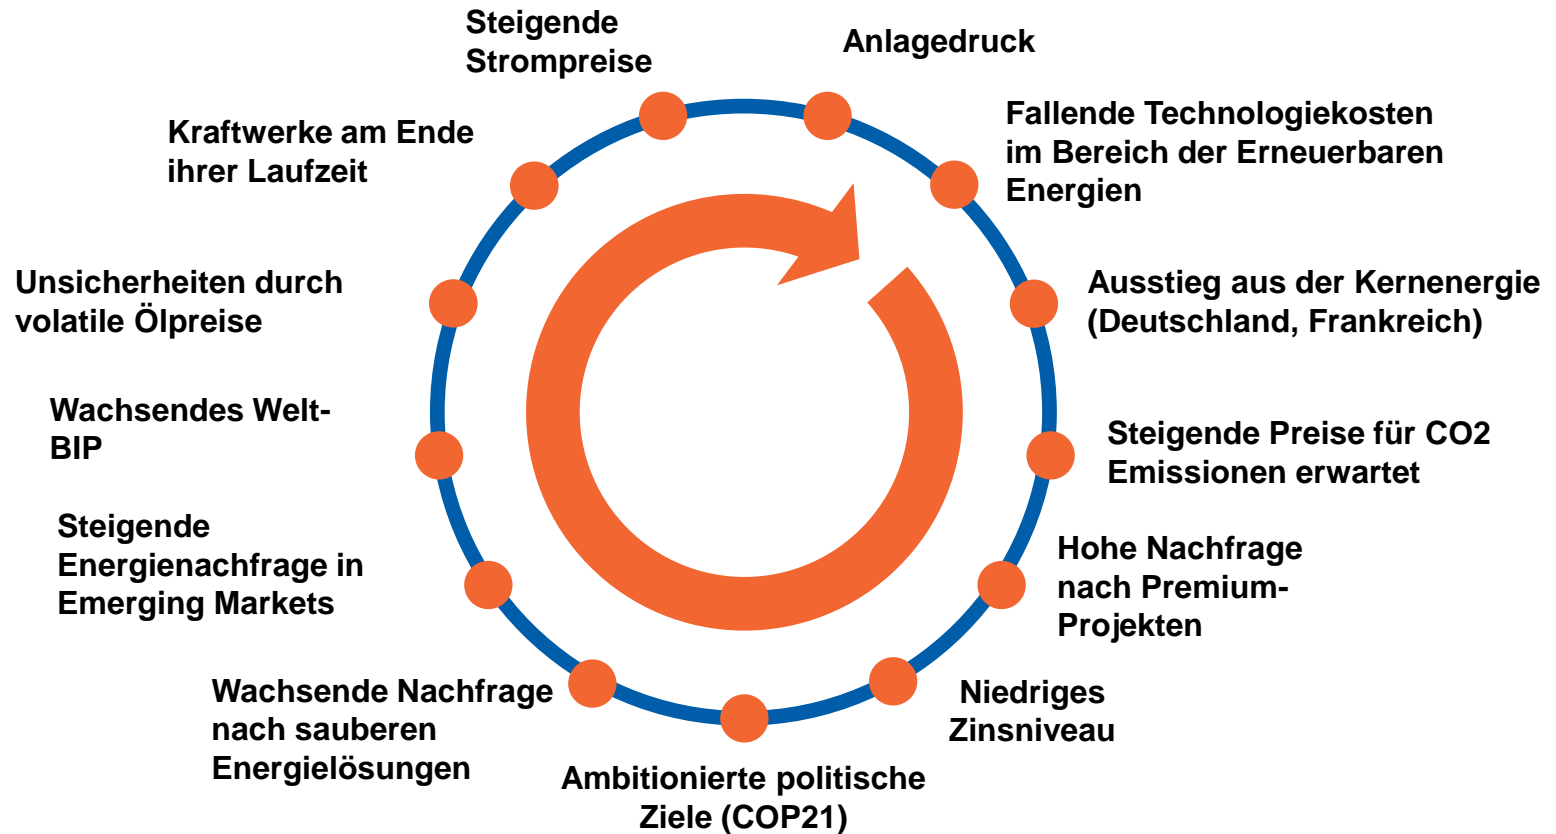 Steigende
Strompreise
Anlagedruck
Fallende Technologiekosten
im Bereich der Erneuerbaren
Energien
Ausstieg aus der Kernenergie
(Deutschland, Frankreich)
Steigende Preise für CO2
Emissionen erwartet
Hohe Nachfrage
nach Premium-
Projekten
Niedriges
Zinsniveau
Ambitionierte politische
Ziele (COP21)
Wachsende Nachfrage
nach sauberen
Energielösungen
Steigende
Energienachfrage in
Emerging Markets
Wachsendes Welt-
BIP
Unsicherheiten durch
volatile Ölpreise
Kraftwerke am Ende
ihrer Laufzeit